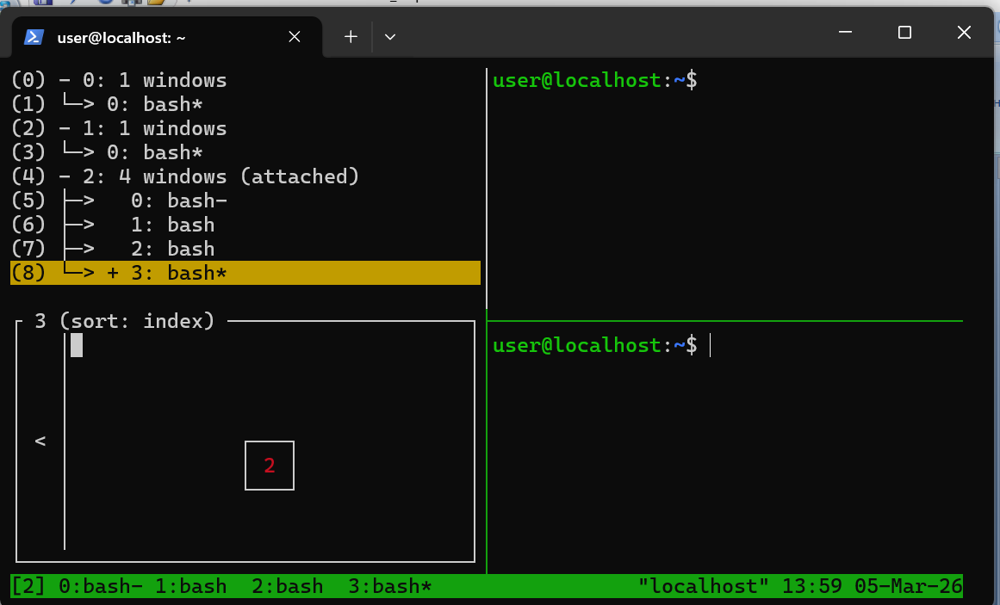 user@localhost: ~
(0) - 0: 1 windows
(1) └─> 0: bash*
(2) - 1: 1 windows
(3) └─> 0: bash*
(4) - 2: 4 windows (attached)
(5) ├─>   0: bash-
(6) ├─>   1: bash
(7) ├─>   2: bash
(8) └─> + 3: bash*
3 (sort: index)
<
2
user@localhost:~$
user@localhost:~$
[2] 0:bash- 1:bash  2:bash  3:bash*
"localhost" 13:59 05-Mar-26